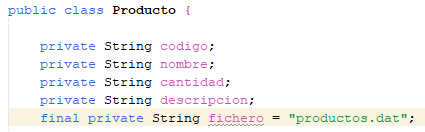 public class Producto {
private String codigo;
private String nombre;
private String cantidad;
private String descripcion;
final private String fichero = "productos.dat";